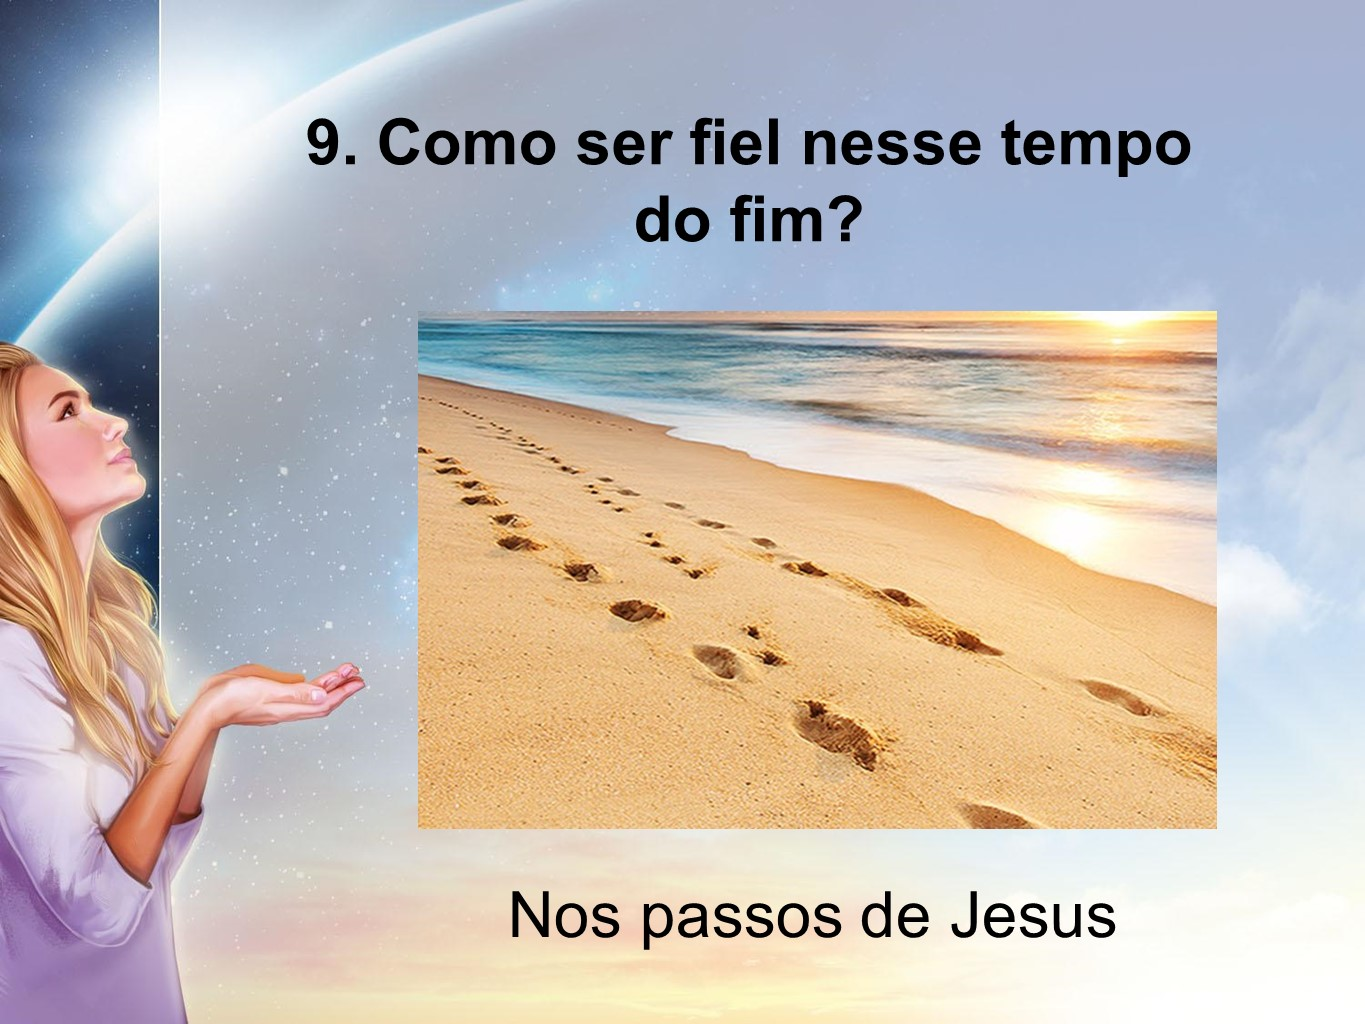 9. Como ser fiel nesse tempo
do fim?
Nos passos de Jesus